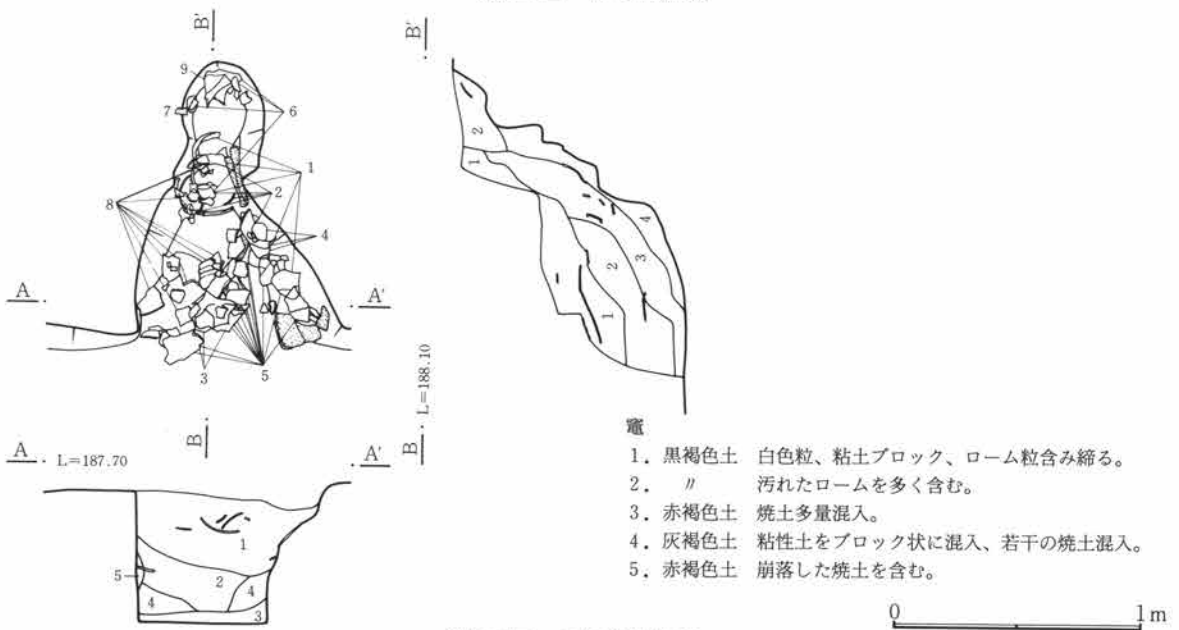 B'
B'
9
7
6
1
2
8
4
A
A'
3
5
B
L=188.10
B
A
L=187.70
A'
1
5
2
4
4
3
2
1
4
3
2
1
竈
1. 黒褐色土 白色粒、粘土ブロック、ローム粒含み締る。
2. 〃 汚れたロームを多く含む。
3. 赤褐色土 焼土多量混入。
4. 灰褐色土 粘性土をブロック状に混入、若干の焼土混入。
5. 赤褐色土 崩落した焼土を含む。
0 1m